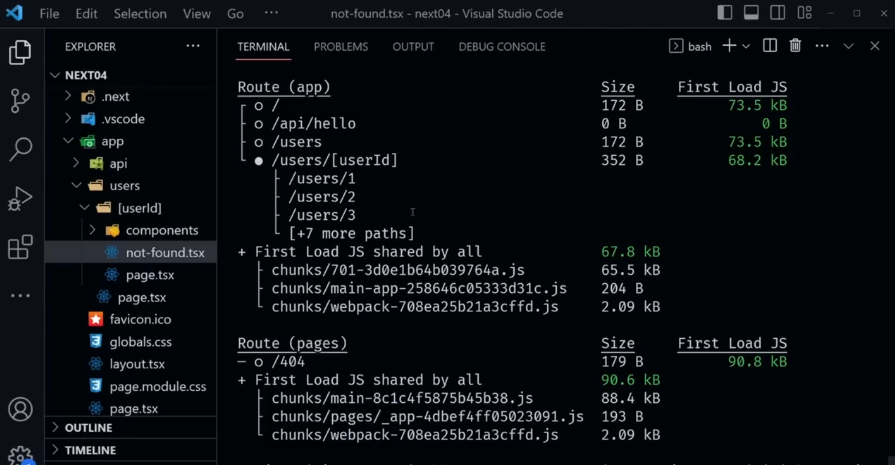 File Edit Selection View Go ··· not-found.tsx - next04 - Visual Studio Code
EXPLORER ···
NEXT04
.next
.vscode
app
api
users
[userId]
components
not-found.tsx
page.tsx
page.tsx
favicon.ico
globals.css
layout.tsx
page.module.css
page.tsx
OUTLINE
TIMELINE
TERMINAL PROBLEMS OUTPUT DEBUG CONSOLE bash
Route (app) Size First Load JS
┌ ○ / 172 B 73.5 kB
├ ○ /api/hello 0 B 0 B
├ ○ /users 172 B 73.5 kB
└ ● /users/[userId] 352 B 68.2 kB
├ /users/1
├ /users/2
├ /users/3
└ [+7 more paths]
+ First Load JS shared by all 67.8 kB
├ chunks/701-3d0e1b64b039764a.js 65.5 kB
├ chunks/main-app-258646c05333d31c.js 204 B
└ chunks/webpack-708ea25b21a3cffd.js 2.09 kB
Route (pages) Size First Load JS
─ ○ /404 179 B 90.8 kB
+ First Load JS shared by all 90.6 kB
├ chunks/main-8c1c4f5875b45b38.js 88.4 kB
├ chunks/pages/_app-4dbef4ff05023091.js 193 B
└ chunks/webpack-708ea25b21a3cffd.js 2.09 kB